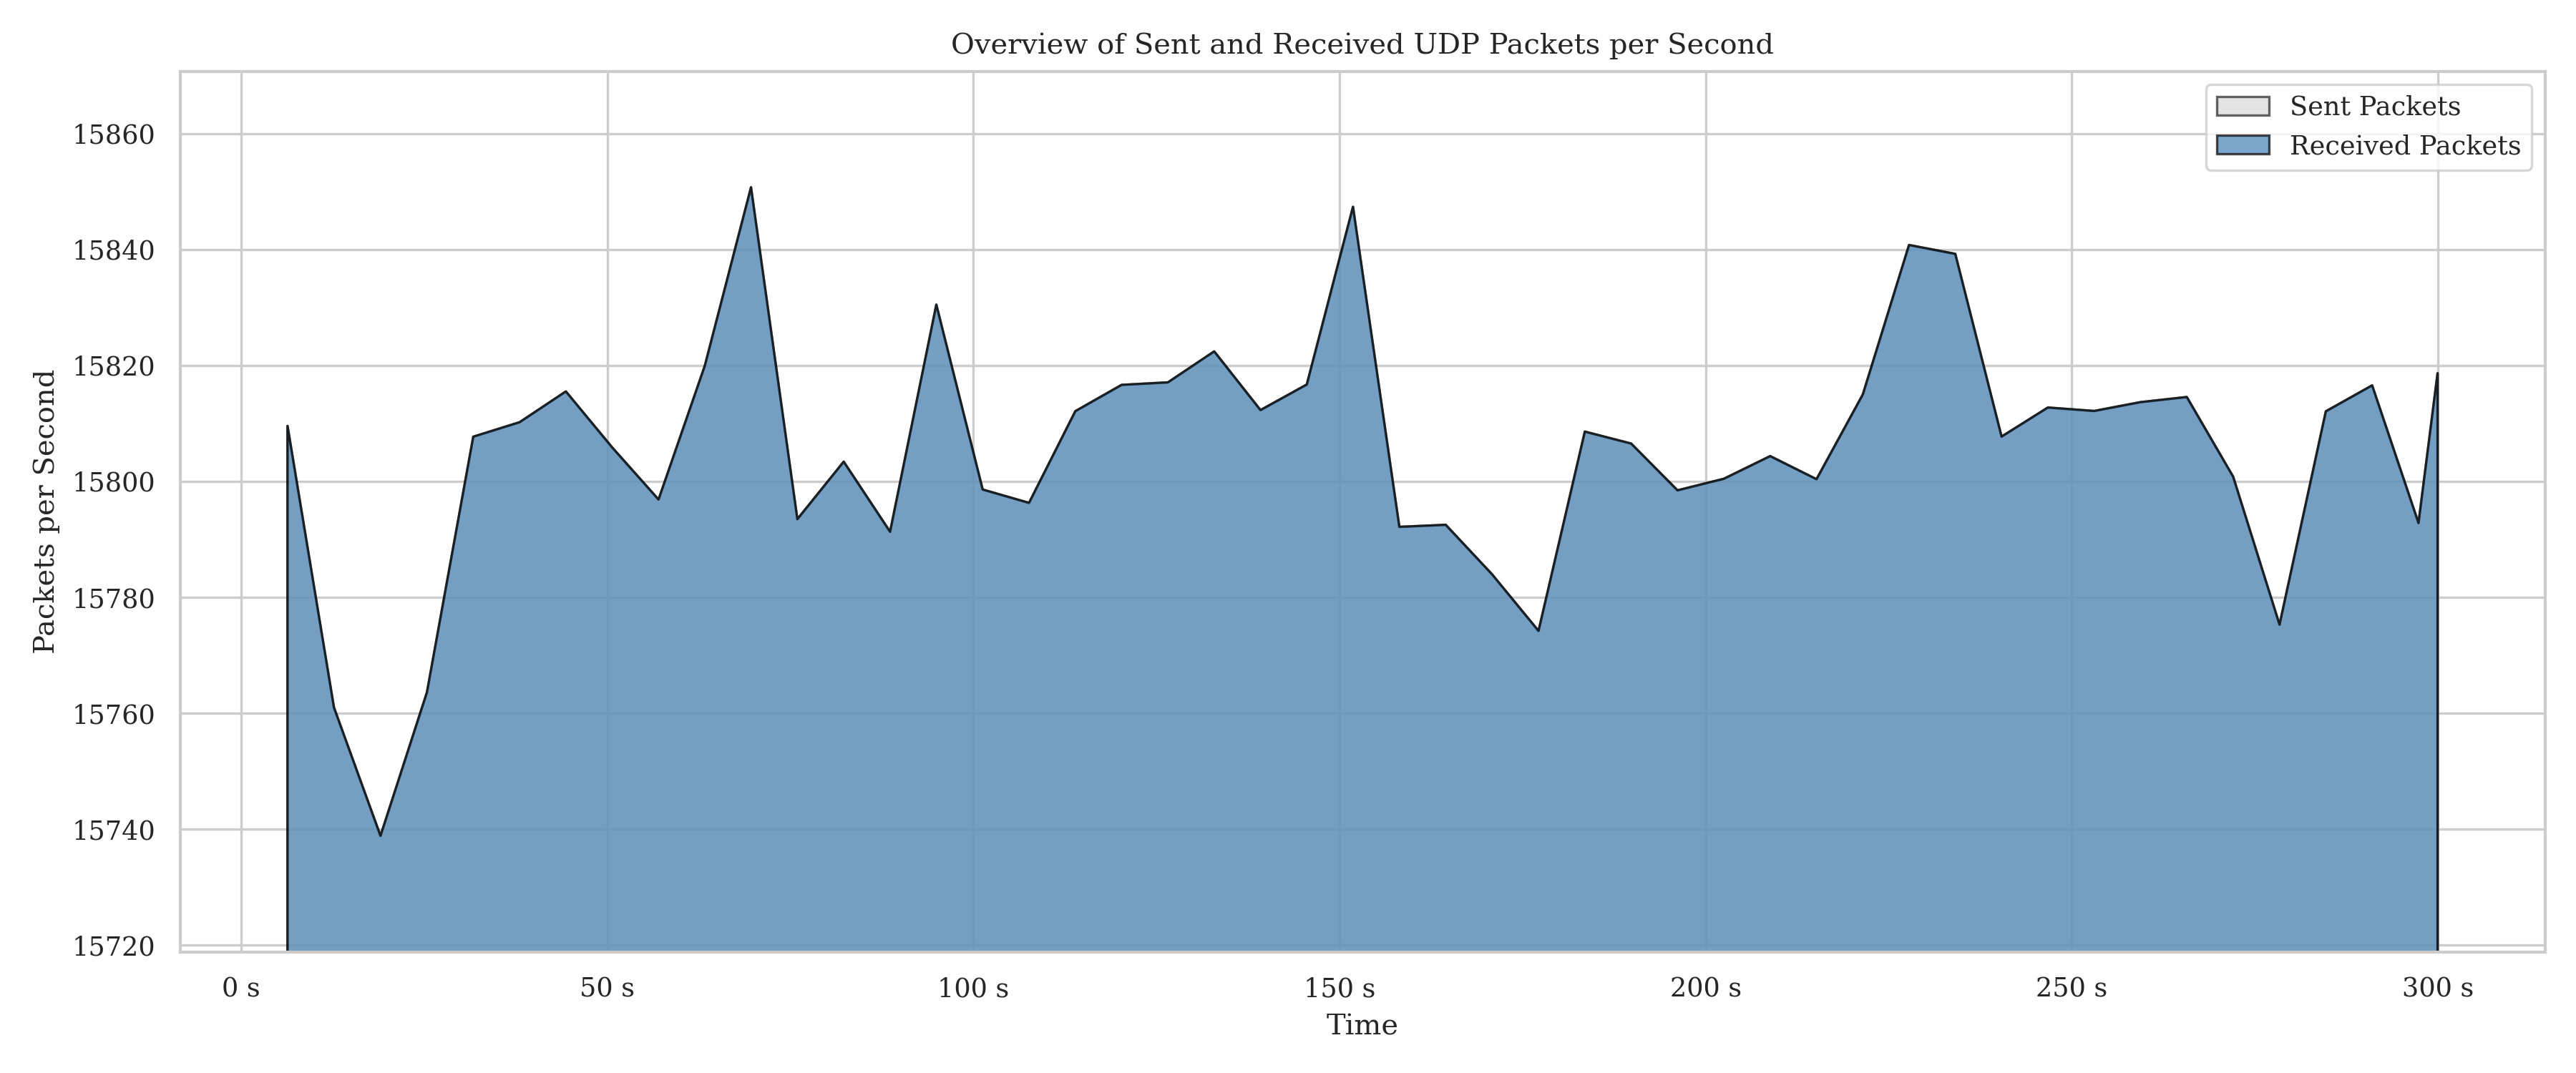 Overview of Sent and Received UDP Packets per Second
Sent Packets
Received Packets
Packets per Second
15860
15840
15820
15800
15780
15760
15740
15720
0 s
50 s
100 s
150 s
200 s
250 s
300 s
Time